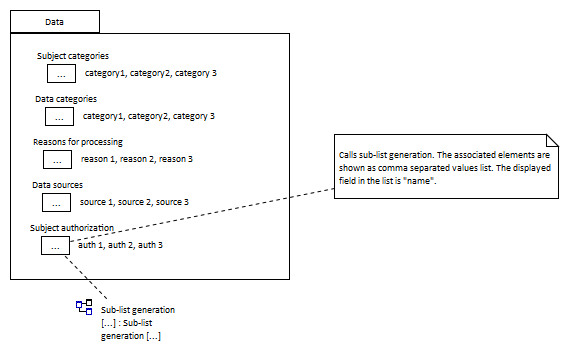 Data
Subject categories
... category1, category2, category 3
Data categories
... category1, category2, category 3
Reasons for processing
... reason 1, reason 2, reason 3
Data sources
... source 1, source 2, source 3
Subject authorization
... auth 1, auth 2, auth 3
Calls sub-list generation. The associated elements are
shown as comma separated values list. The displayed
field in the list is "name".
Sub-list generation
[...] : Sub-list
generation [...]